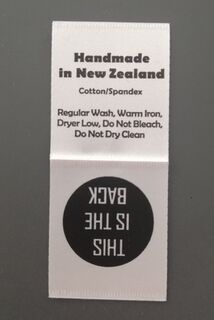 Handmade
in New Zealand
Cotton/Spandex
Regular Wash, Warm Iron,
Dryer Low, Do Not Bleach,
Do Not Dry Clean
THIS
IS THE
BACK